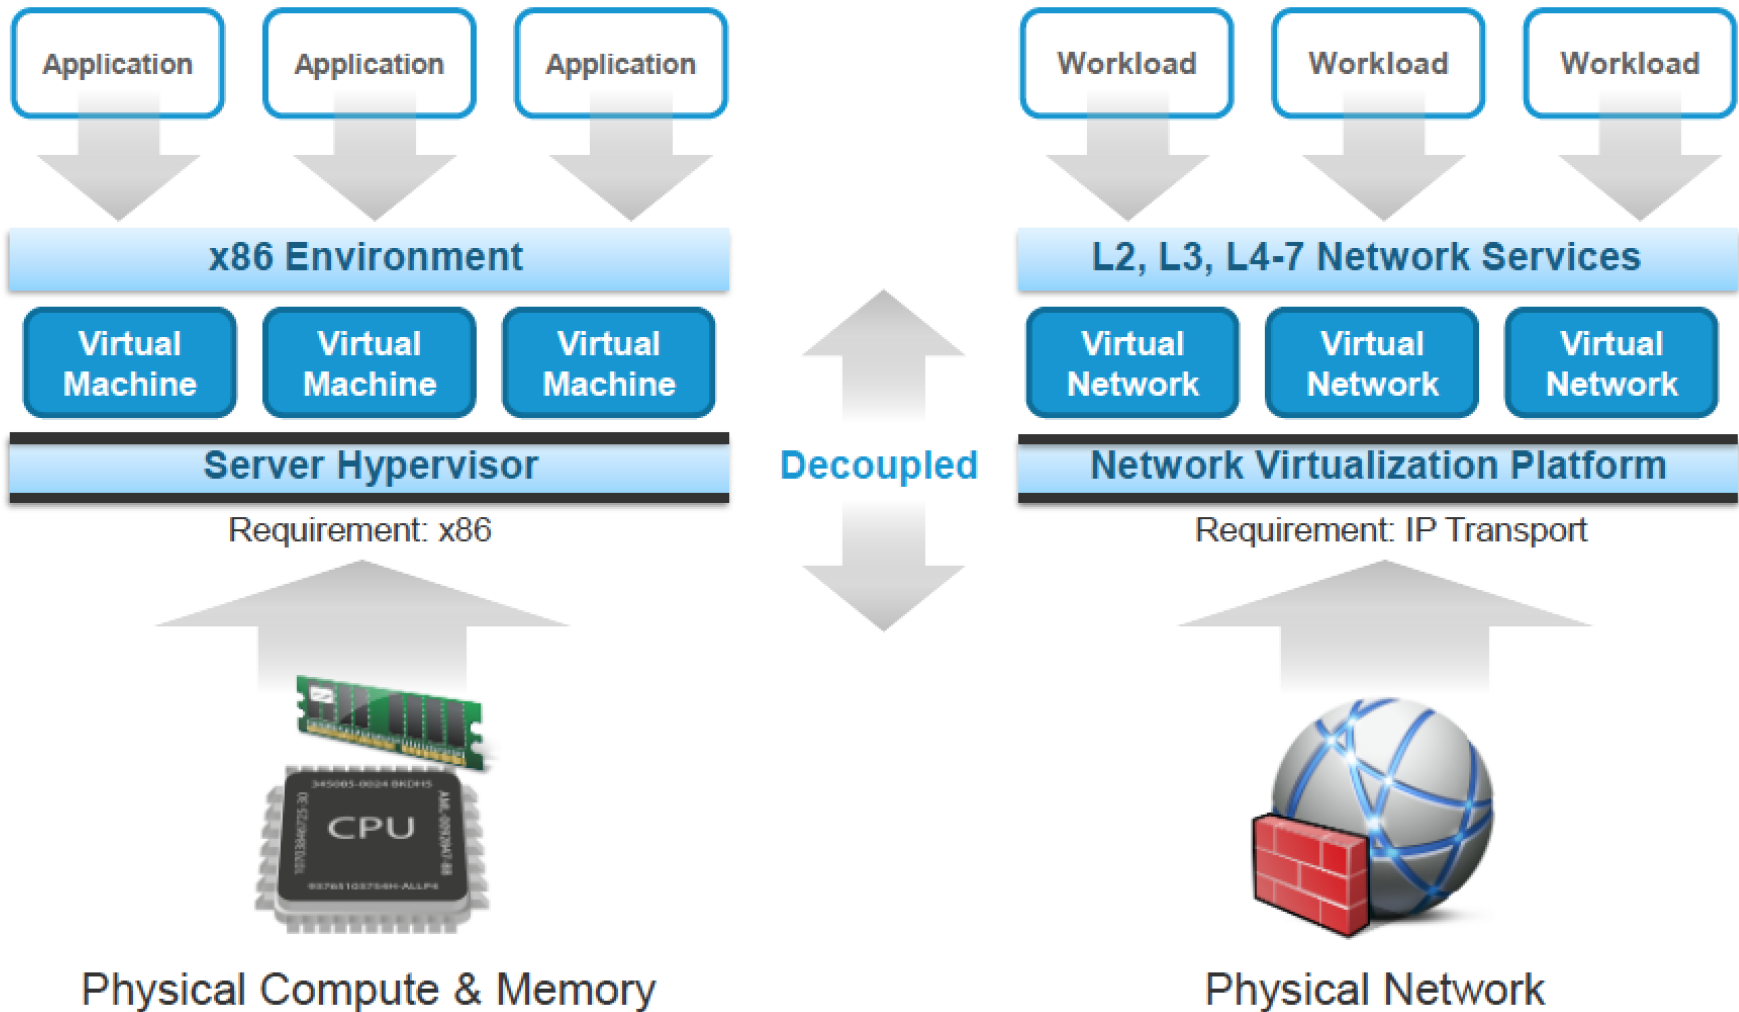 Application
Application
Application
x86 Environment
Virtual
Machine
Virtual
Machine
Virtual
Machine
Server Hypervisor
Requirement: x86
CPU
Physical Compute & Memory
Decoupled
Workload
Workload
Workload
L2, L3, L4-7 Network Services
Virtual
Network
Virtual
Network
Virtual
Network
Network Virtualization Platform
Requirement: IP Transport
Physical Network